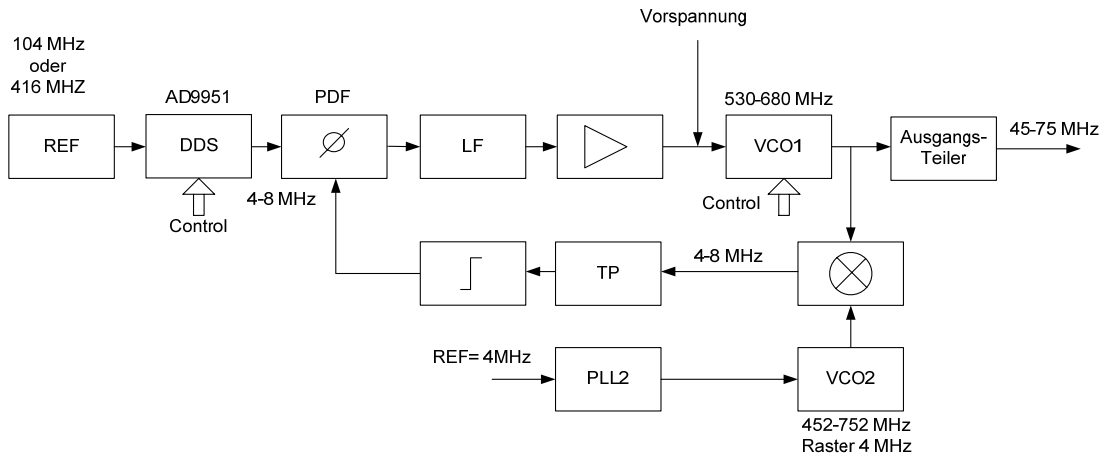 Vorspannung
104 MHz
oder
416 MHZ
AD9951
PDF
530-680 MHz
REF
DDS
LF
VCO1
Ausgangs-
Teiler
45-75 MHz
4-8 MHz
Control
Control
4-8 MHz
TP
REF= 4MHz
PLL2
VCO2
452-752 MHz
Raster 4 MHz